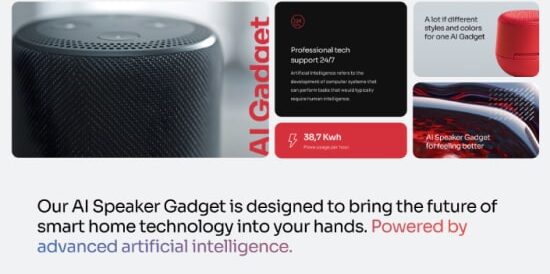 AI Gadget
Professional tech
support 24/7
Artificial Intelligence refers to the
development of computer systems that
can perform tasks that would typically
require human intelligence.
38,7 Kwh
Powe usage per hour
A lot if different
styles and colors
for one AI Gadget
AI Speaker Gadget
for feeling better
Our AI Speaker Gadget is designed to bring the future of
smart home technology into your hands. Powered by
advanced artificial intelligence.